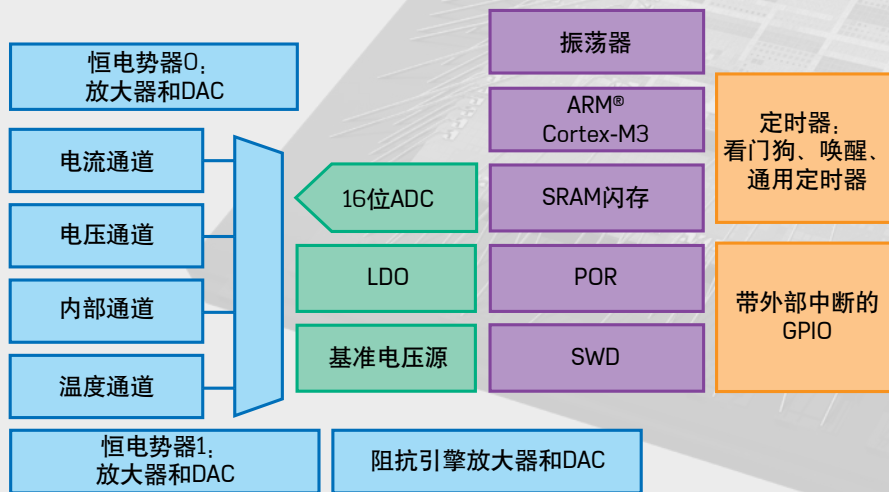 恒电势器0:
放大器和DAC
电流通道
电压通道
内部通道
温度通道
恒电势器1:
放大器和DAC
阻抗引擎放大器和DAC
16位ADC
LDO
基准电压源
振荡器
ARM®
Cortex-M3
SRAM闪存
POR
SWD
定时器:
看门狗、唤醒、
通用定时器
带外部中断的
GPIO